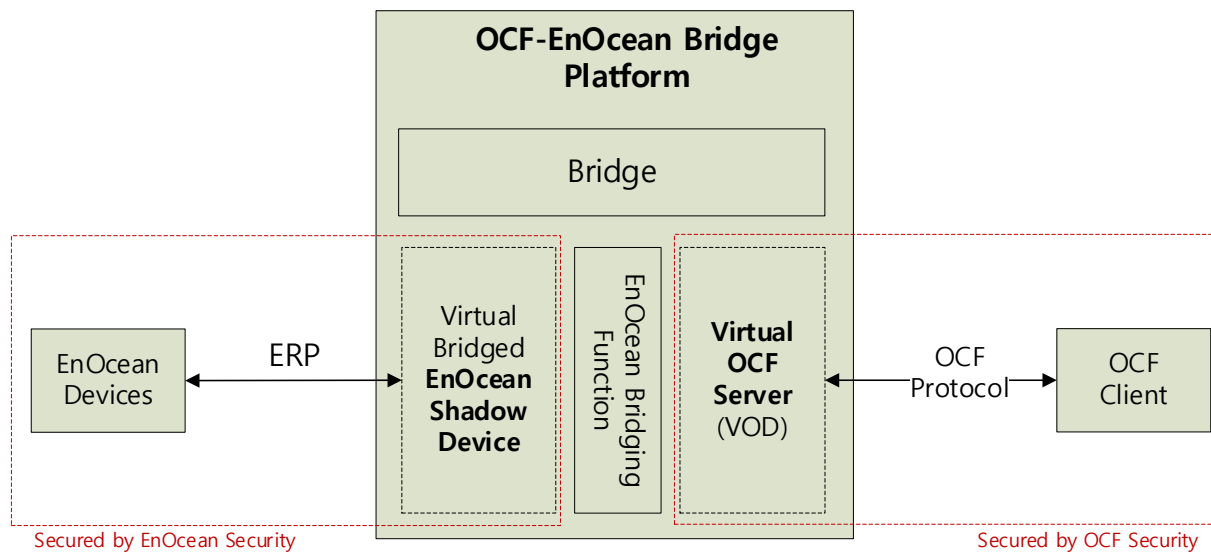 OCF-EnOcean Bridge
Platform
Bridge
EnOcean
Devices
ERP
Virtual
Bridged
EnOcean
Shadow
Device
EnOcean Bridging
Function
Virtual
OCF
Server
(VOD)
OCF
Protocol
OCF
Client
Secured by EnOcean Security
Secured by OCF Security